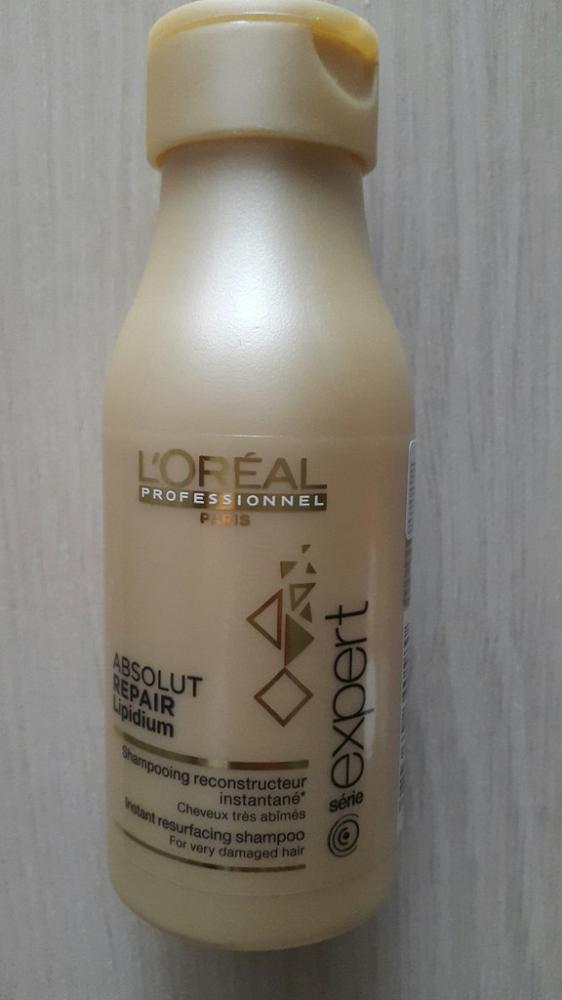 L'ORÉAL
PROFESSIONNEL
PARIS
ABSOLUT
REPAIR
Lipidium
Shampooing reconstructeur
instantané*
Cheveux très abîmés
Instant resurfacing shampoo
For very damaged hair
série expert